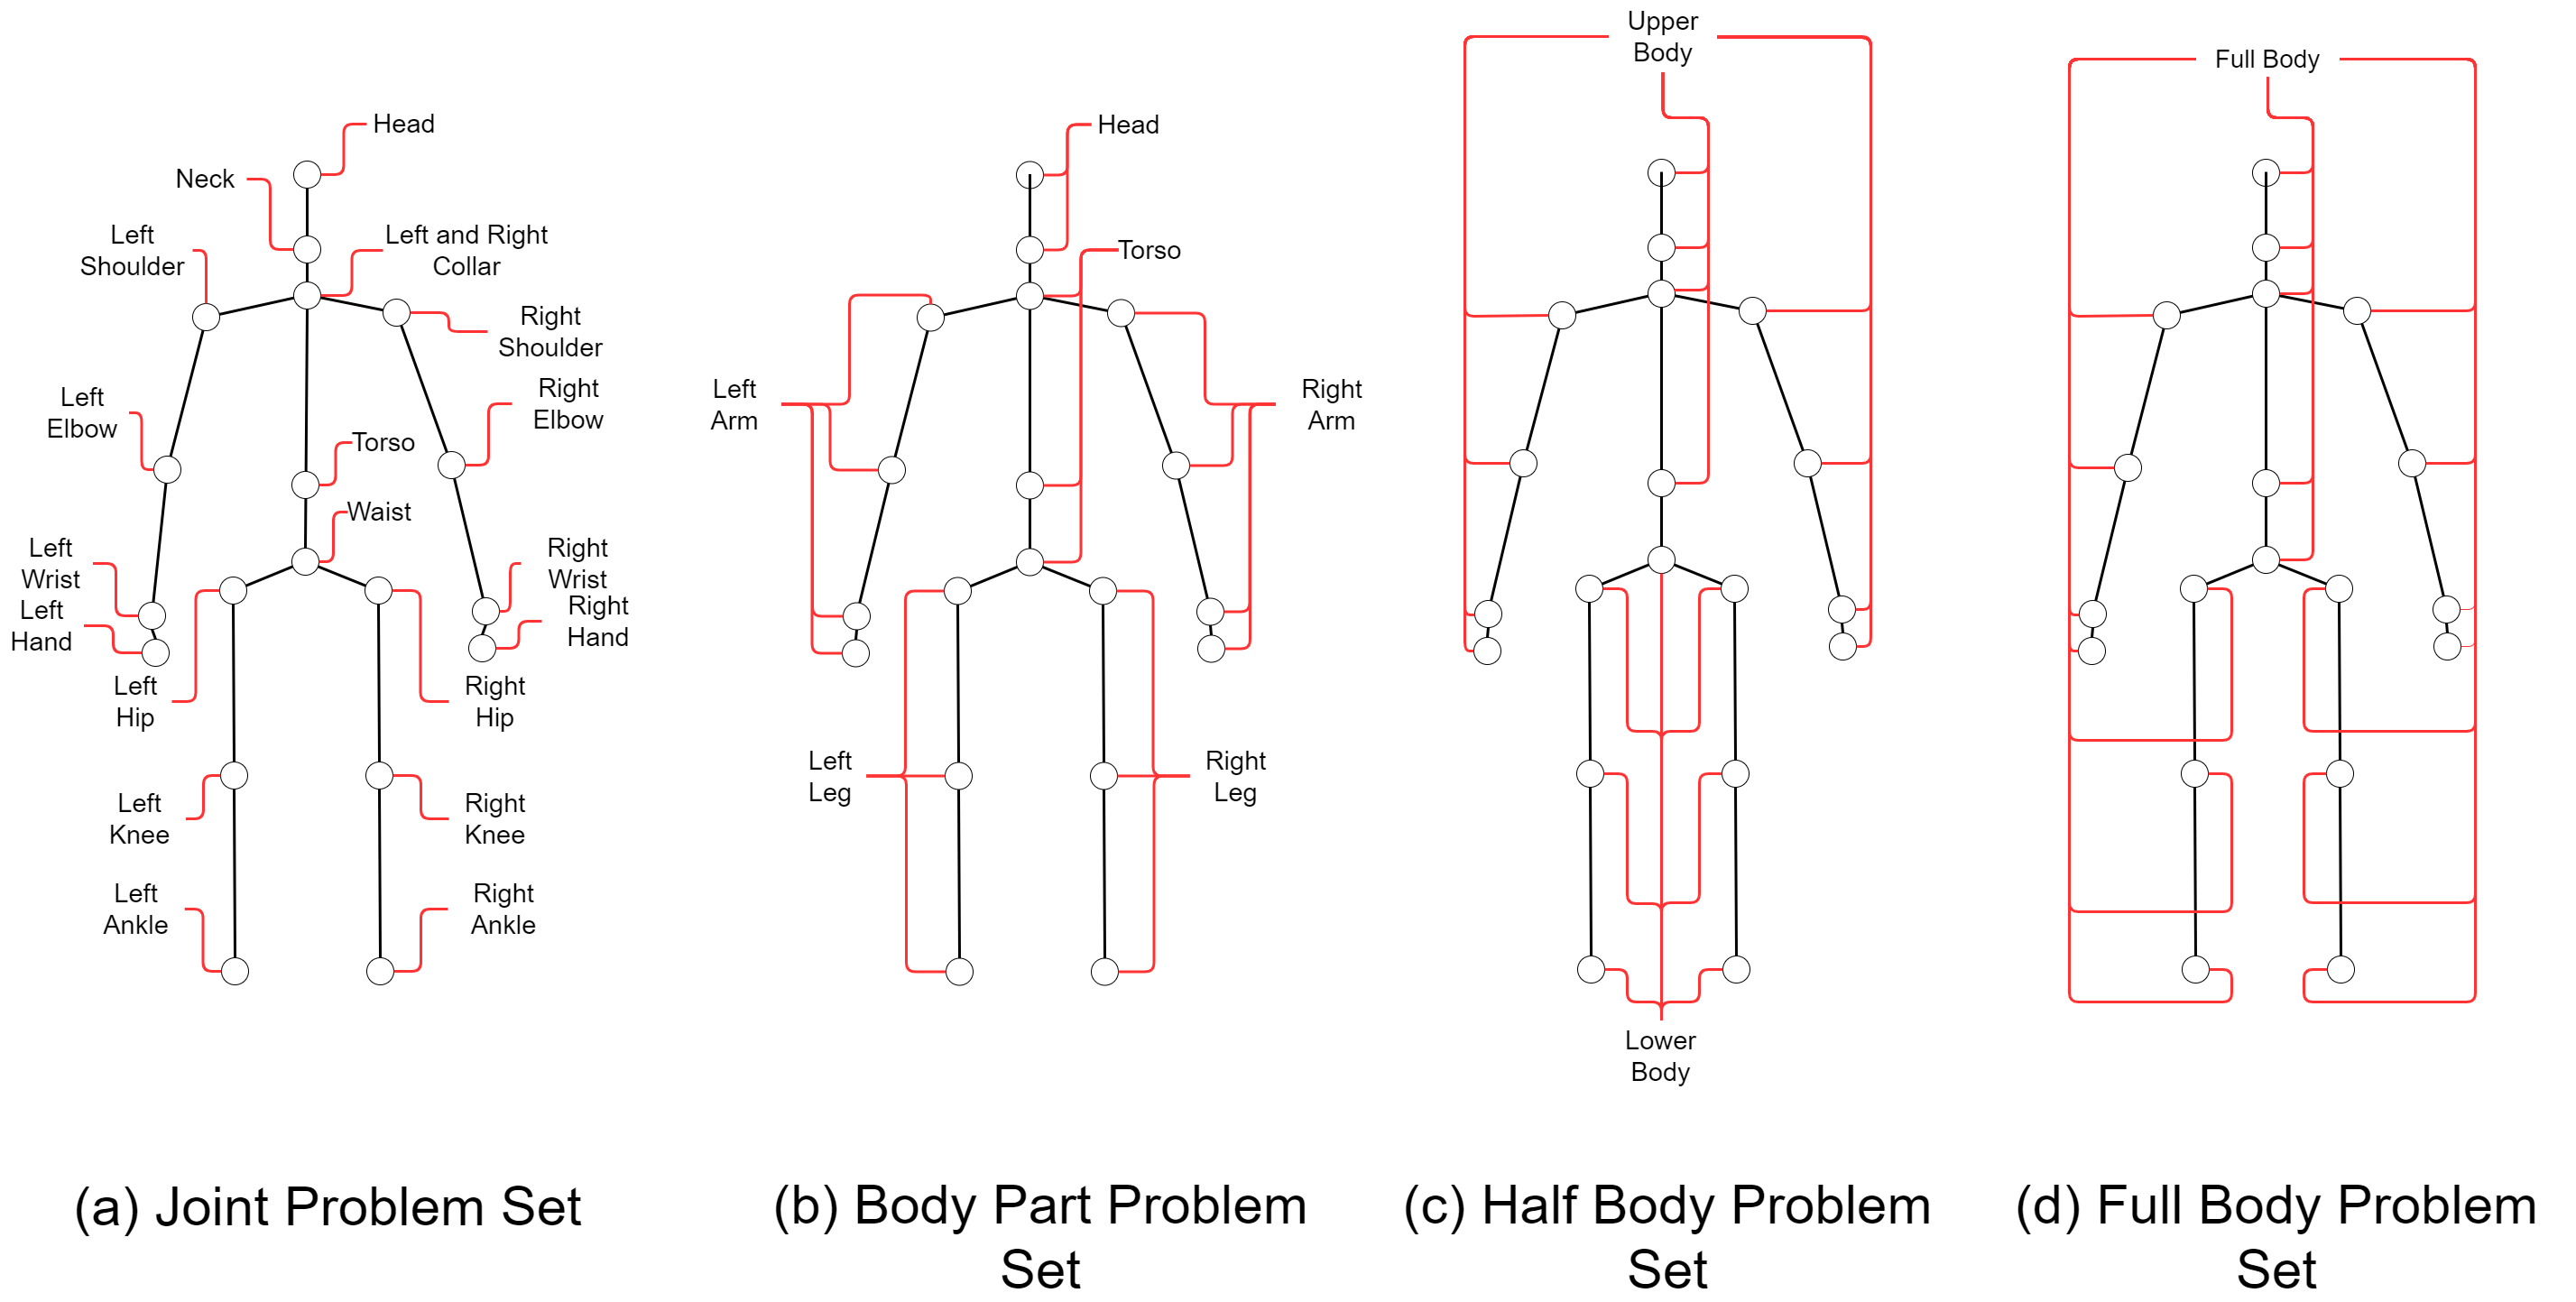 Head
Neck
Left
Shoulder
Left and Right
Collar
Right
Shoulder
Left
Elbow
Right
Elbow
Torso
Waist
Left
Wrist
Left
Hand
Right
Wrist
Right
Hand
Left
Hip
Right
Hip
Left
Knee
Right
Knee
Left
Ankle
Right
Ankle
(a) Joint Problem Set
Head
Torso
Left
Arm
Right
Arm
Left
Leg
Right
Leg
(b) Body Part Problem
Set
Upper
Body
Lower
Body
(c) Half Body Problem
Set
Full Body
(d) Full Body Problem
Set